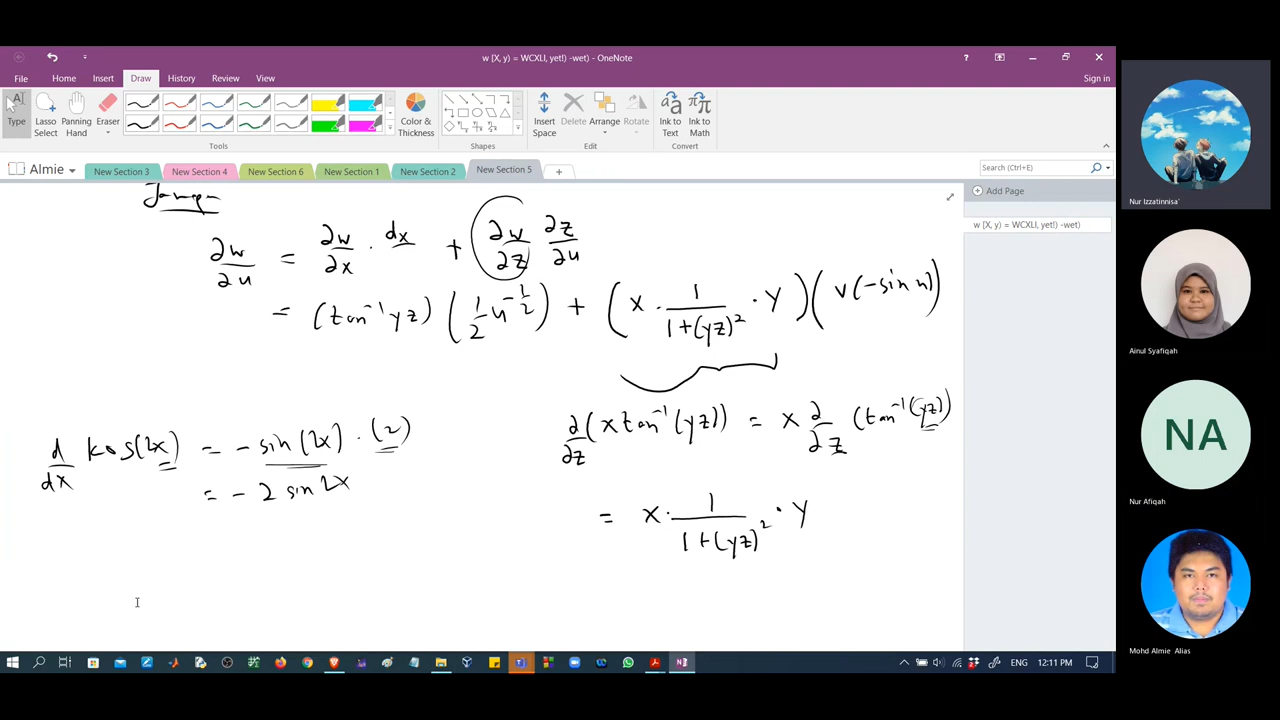 w [X, y) = WCXLI, yet!) -wet) - OneNote
?
File Home Insert Draw View History Review View
Sign in
Type
Lasso Select
Panning Hand
Eraser
Color & Thickness
Insert Space
Delete
Arrange
Rotate
Ink to Text
Ink to Math
Tools
Shapes
Edit
Convert
Almie
New Section 3
New Section 4
New Section 6
New Section 1
New Section 2
New Section 5
Search (Ctrl+E)
Add Page
w [X, y) = WCXLI, yet!) -wet)
∂w/∂u = ∂w/∂x · dx + ∂w/∂z ∂z/∂u
= (tan⁻¹ yz) (1/2 u^(-1/2)) + (x · 1/(1+(yz)²) · y) (v(-sin u))
∂/∂z (x tan⁻¹ (yz)) = x ∂/∂z (tan⁻¹ (yz))
= x · 1/(1+(yz)²) · y
d/dx kos(2x) = - sin (2x) · (2)
= - 2 sin 2x
Nur Izzatinnisa'
Ainul Syafiqah
NA
Nur Afiqah
Mohd Almie Alias
ENG 12:11 PM